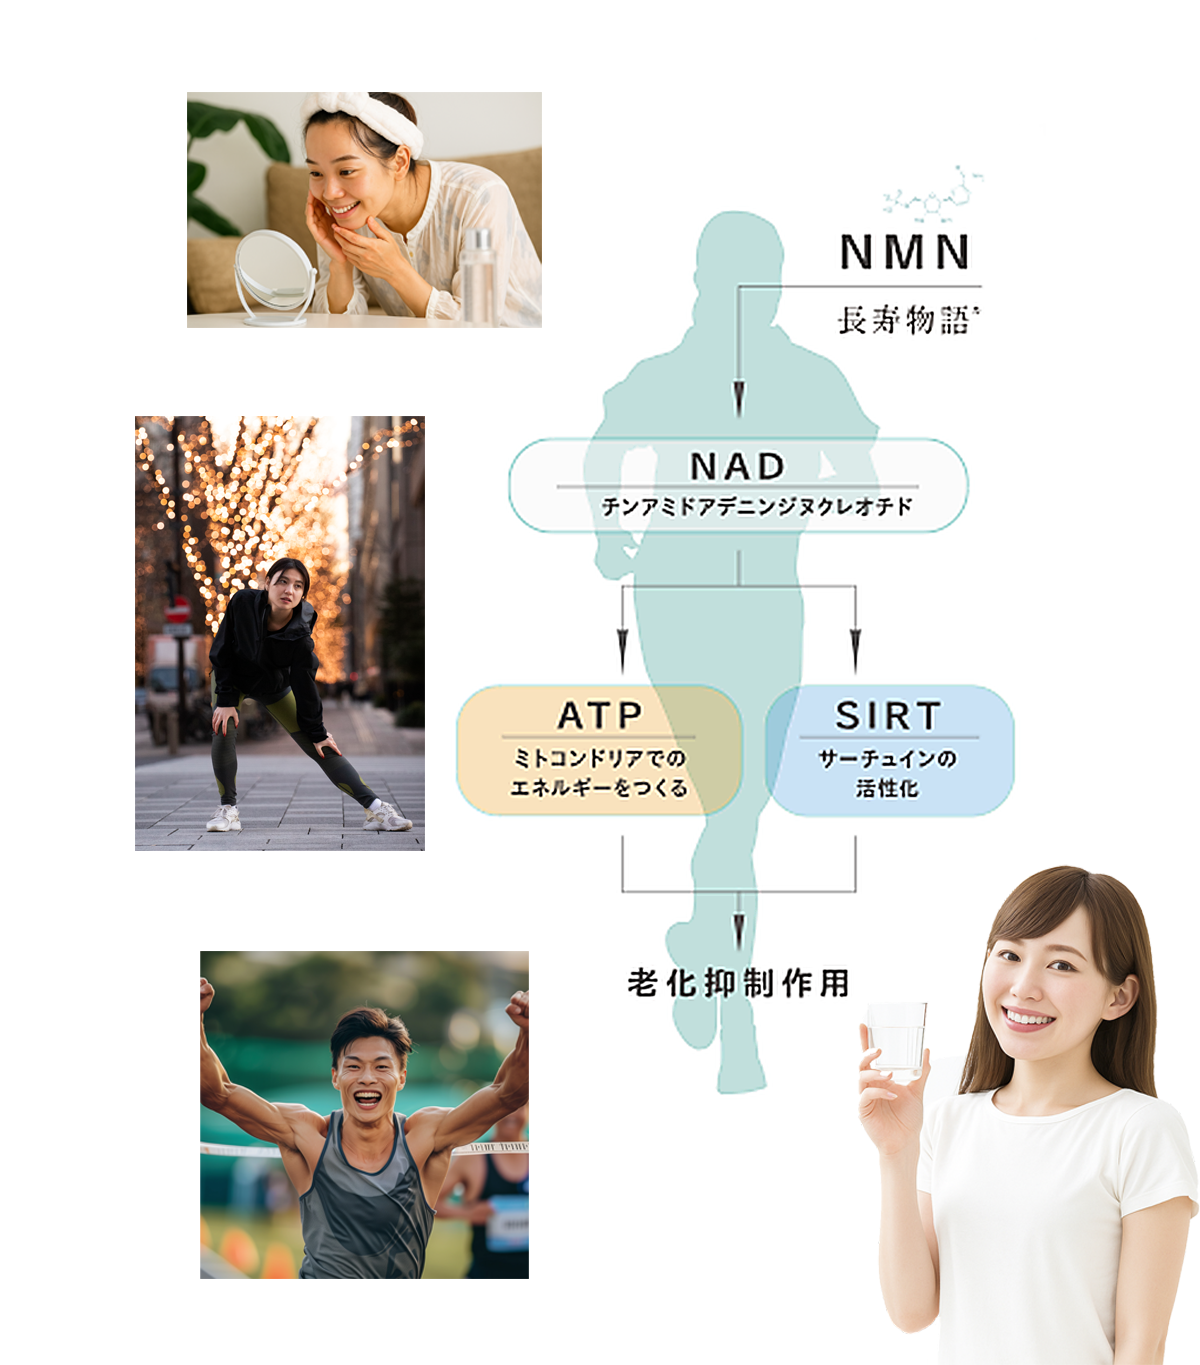 NMN
長寿物語
NAD
チンアミドアデニンジヌクレオチド
ATP
ミトコンドリアでの
エネルギーをつくる
SIRT
サーチュインの
活性化
老化抑制作用